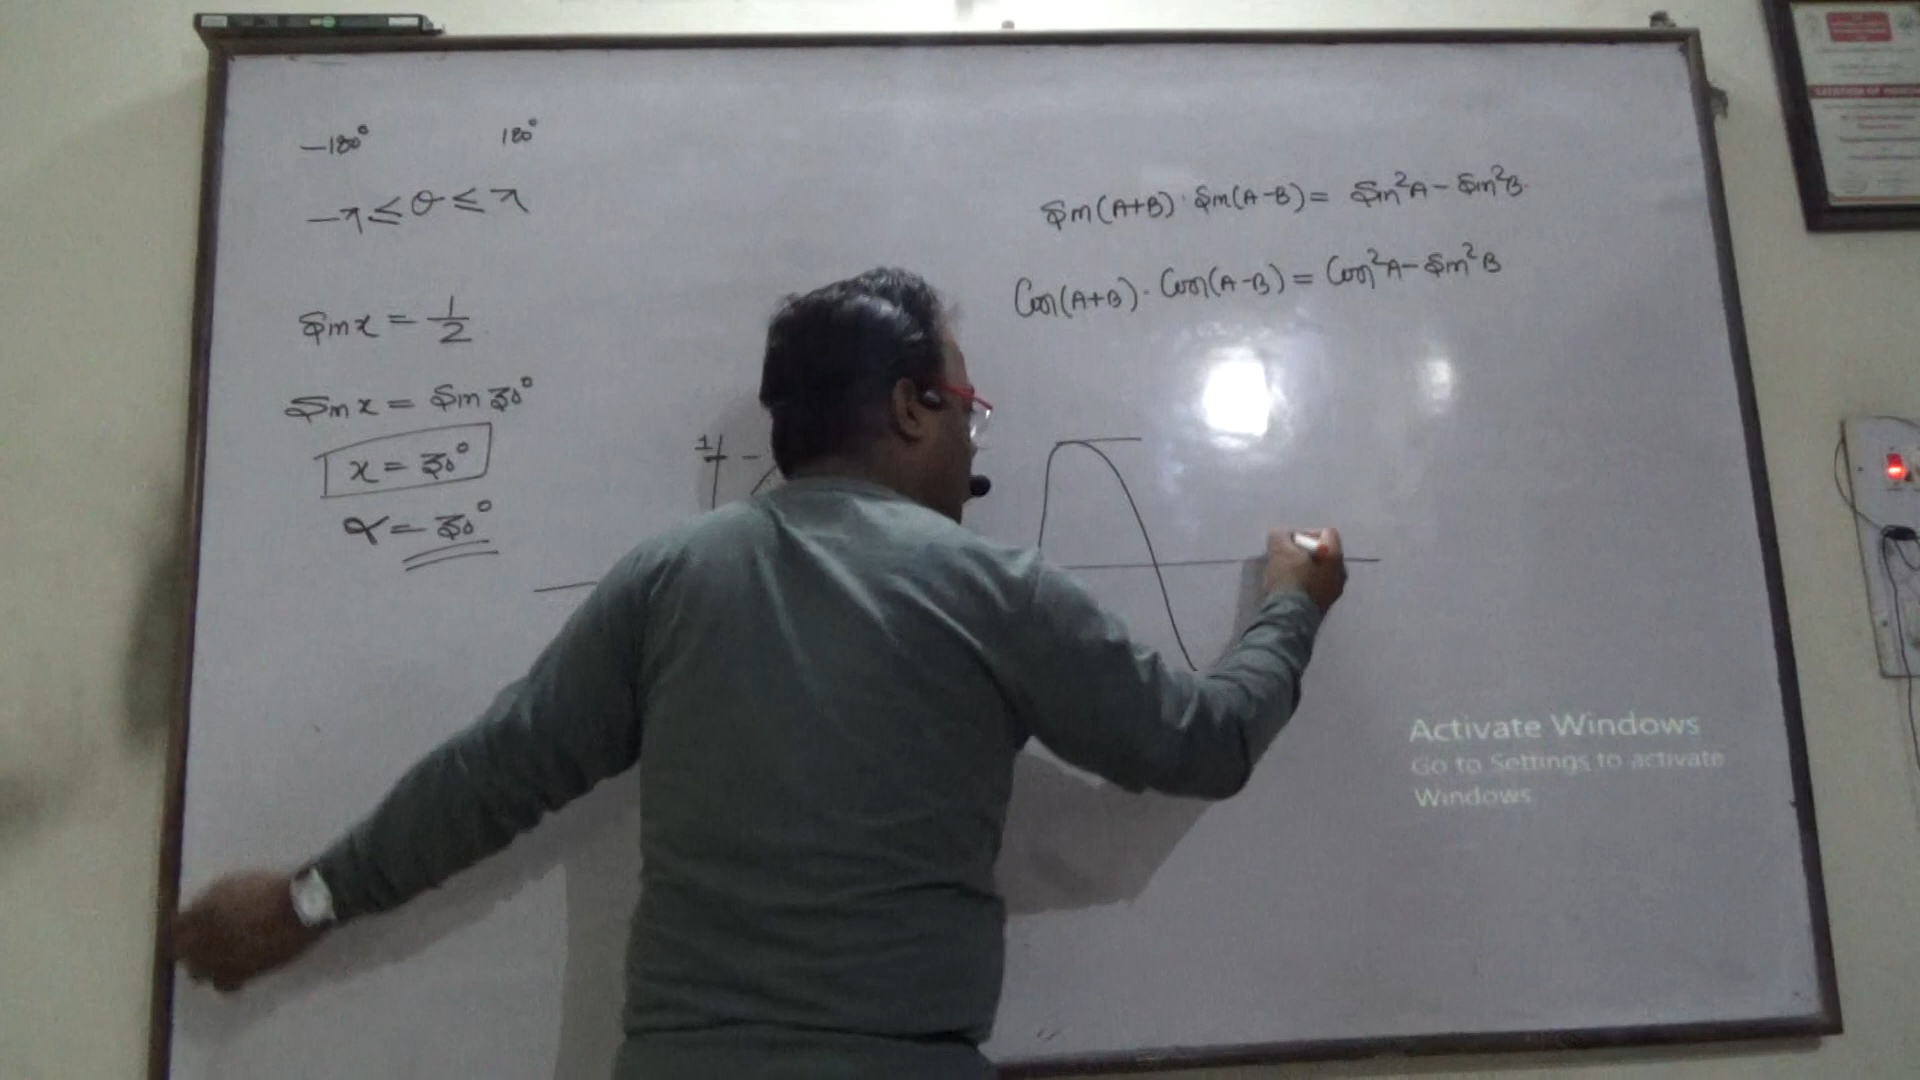 -180° 180°
-π ≤ θ ≤ π
Sin x = 1/2
Sin x = Sin 30°
x = 30°
α = 30°
1
Sin(A+B) · Sin(A-B) = Sin²A - Sin²B.
Cos(A+B) · Cos(A-B) = Cos²A - Sin²B
Activate Windows
Go to Settings to activate
Windows.